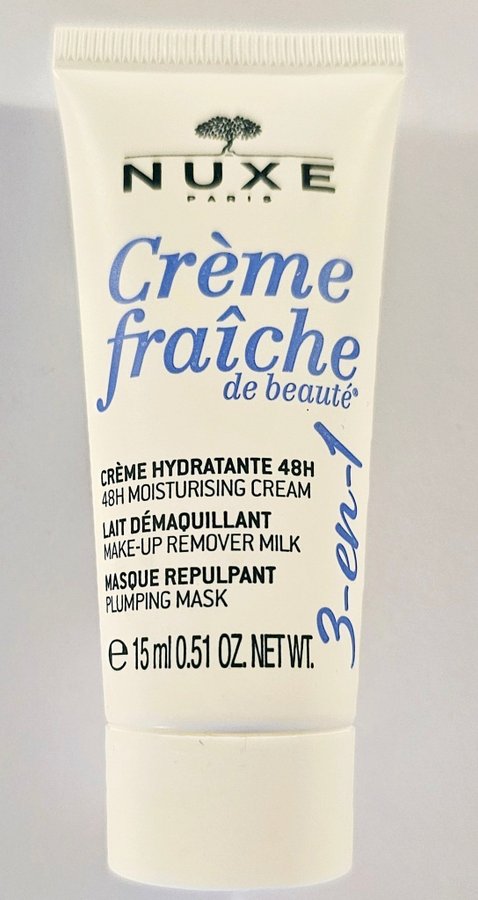 NUXE
PARIS
Crème
fraîche
de beauté®
CRÈME HYDRATANTE 48H
48H MOISTURISING CREAM
LAIT DÉMAQUILLANT
MAKE-UP REMOVER MILK
MASQUE REPULPANT
PLUMPING MASK
3-en-1
e 15 ml 0.51 OZ. NET WT.